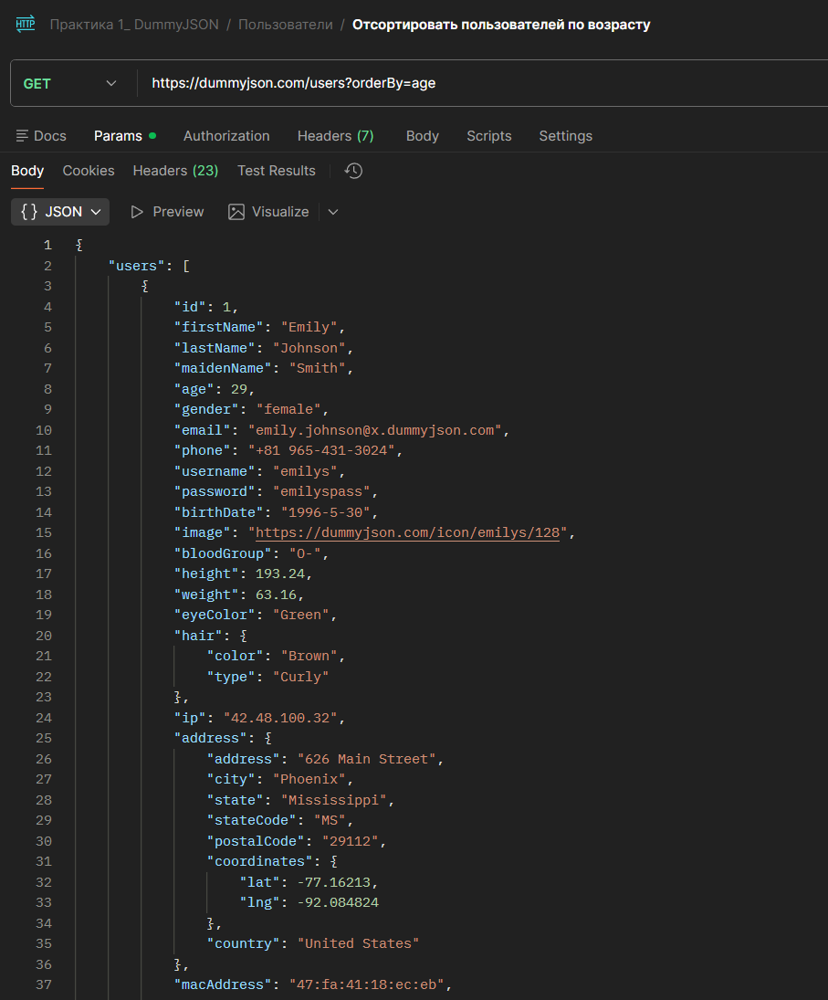 HTTP Практика 1_ DummyJSON / Пользователи / Отсортировать пользователей по возрасту
GET https://dummyjson.com/users?orderBy=age
Docs Params Authorization Headers (7) Body Scripts Settings
Body Cookies Headers (23) Test Results
{} JSON Preview Visualize
1 {
2 "users": [
3 {
4 "id": 1,
5 "firstName": "Emily",
6 "lastName": "Johnson",
7 "maidenName": "Smith",
8 "age": 29,
9 "gender": "female",
10 "email": "emily.johnson@x.dummyjson.com",
11 "phone": "+81 965-431-3024",
12 "username": "emilys",
13 "password": "emilyspass",
14 "birthDate": "1996-5-30",
15 "image": "https://dummyjson.com/icon/emilys/128",
16 "bloodGroup": "O-",
17 "height": 193.24,
18 "weight": 63.16,
19 "eyeColor": "Green",
20 "hair": {
21 "color": "Brown",
22 "type": "Curly"
23 },
24 "ip": "42.48.100.32",
25 "address": {
26 "address": "626 Main Street",
27 "city": "Phoenix",
28 "state": "Mississippi",
29 "stateCode": "MS",
30 "postalCode": "29112",
31 "coordinates": {
32 "lat": -77.16213,
33 "lng": -92.084824
34 },
35 "country": "United States"
36 },
37 "macAddress": "47:fa:41:18:ec:eb",